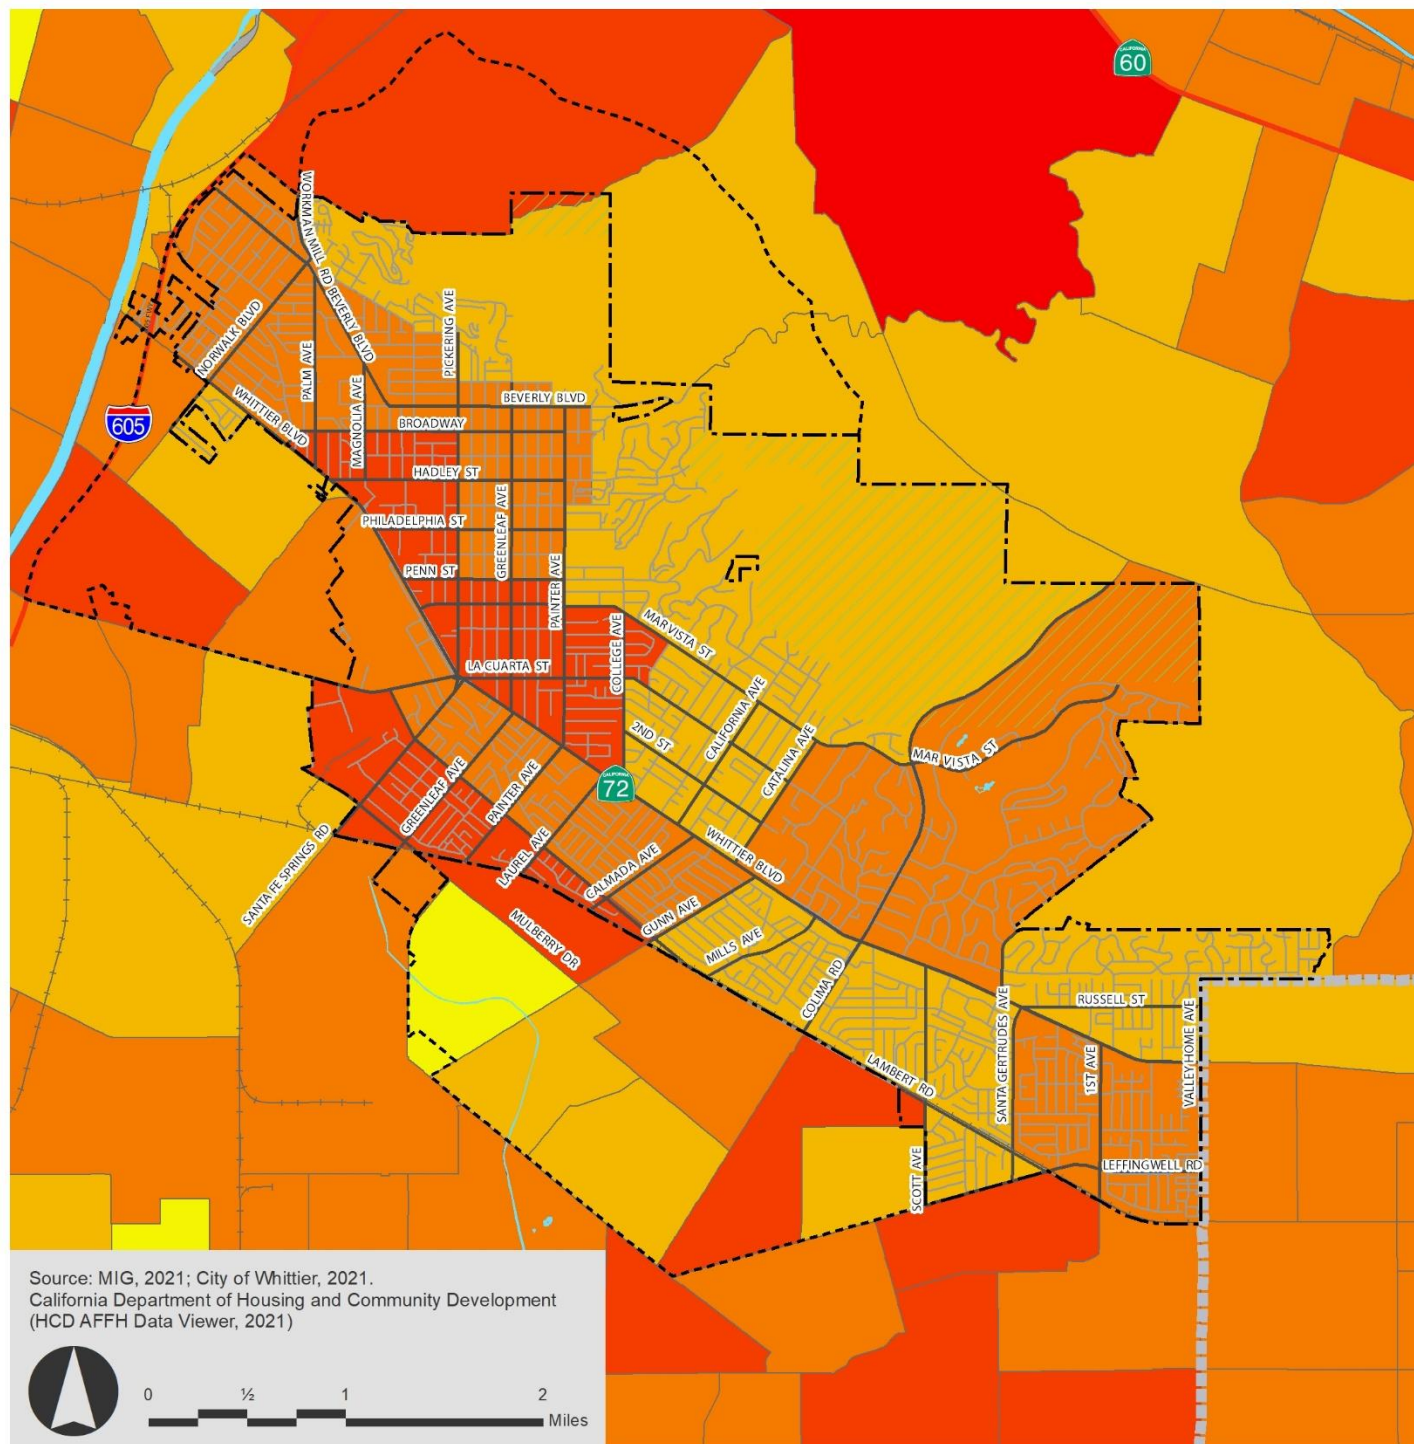 CALIFORNIA
60
WORKMAN MILL RD
BEVERLY BLVD
PICKERING AVE
NORWALK BLVD
PALM AVE
MAGNOLIA AVE
BEVERLY BLVD
WHITTIER BLVD
BROADWAY
605
HADLEY ST
PHILADELPHIA ST
GREENLEAF AVE
PENN ST
PAINTER AVE
COLLEGE AVE
MAR VISTA ST
LA CUARTA ST
2ND ST
CALIFORNIA AVE
CATALINA AVE
MAR VISTA ST
CALIFORNIA
72
GREENLEAF AVE
PAINTER AVE
SANTA FE SPRINGS RD
LAUREL AVE
CALMADA AVE
WHITTIER BLVD
GUNN AVE
MULBERRY DR
MILLS AVE
COLIMA RD
SANTA GERTRUDES AVE
RUSSELL ST
VALLEY HOME AVE
1ST AVE
LAMBERT RD
SCOTT AVE
LEFFINGWELL RD
Source: MIG, 2021; City of Whittier, 2021.
California Department of Housing and Community Development
(HCD AFFH Data Viewer, 2021)
0 ½ 1 2
Miles